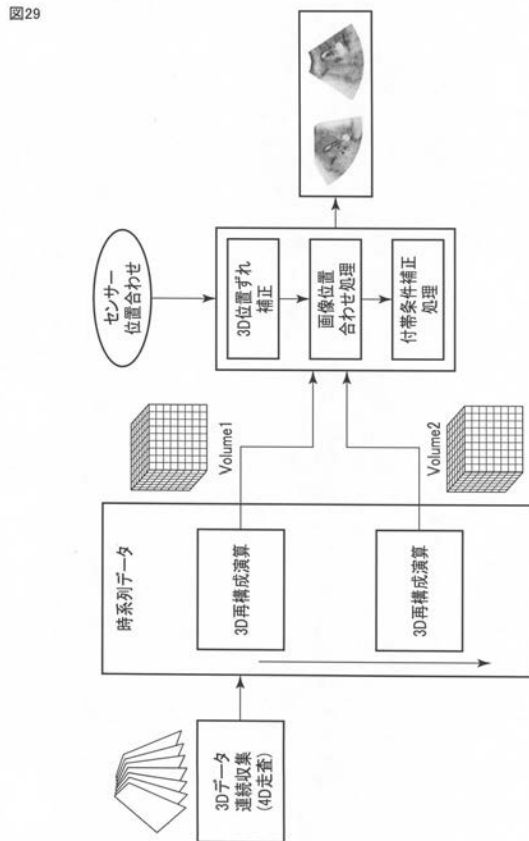 図29
3Dデータ
連続収集
(4D走査)
時系列データ
3D再構成演算
3D再構成演算
Volume1
Volume2
センサー
位置合わせ
3D位置ずれ
補正
画像位置
合わせ処理
付帯条件補正
処理